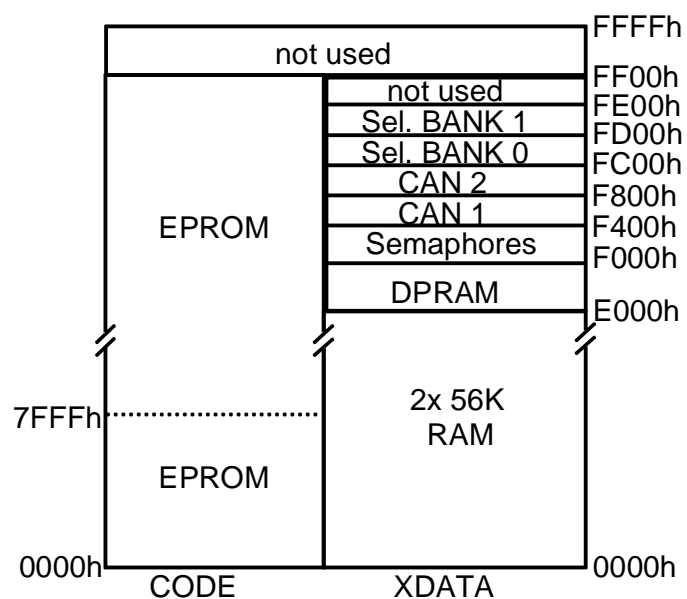 FFFFh
not used
FF00h
not used
FE00h
Sel. BANK 1
FD00h
Sel. BANK 0
FC00h
CAN 2
F800h
CAN 1
F400h
EPROM
Semaphores
F000h
DPRAM
E000h
2x 56K
RAM
7FFFh
EPROM
0000h
0000h
CODE
XDATA